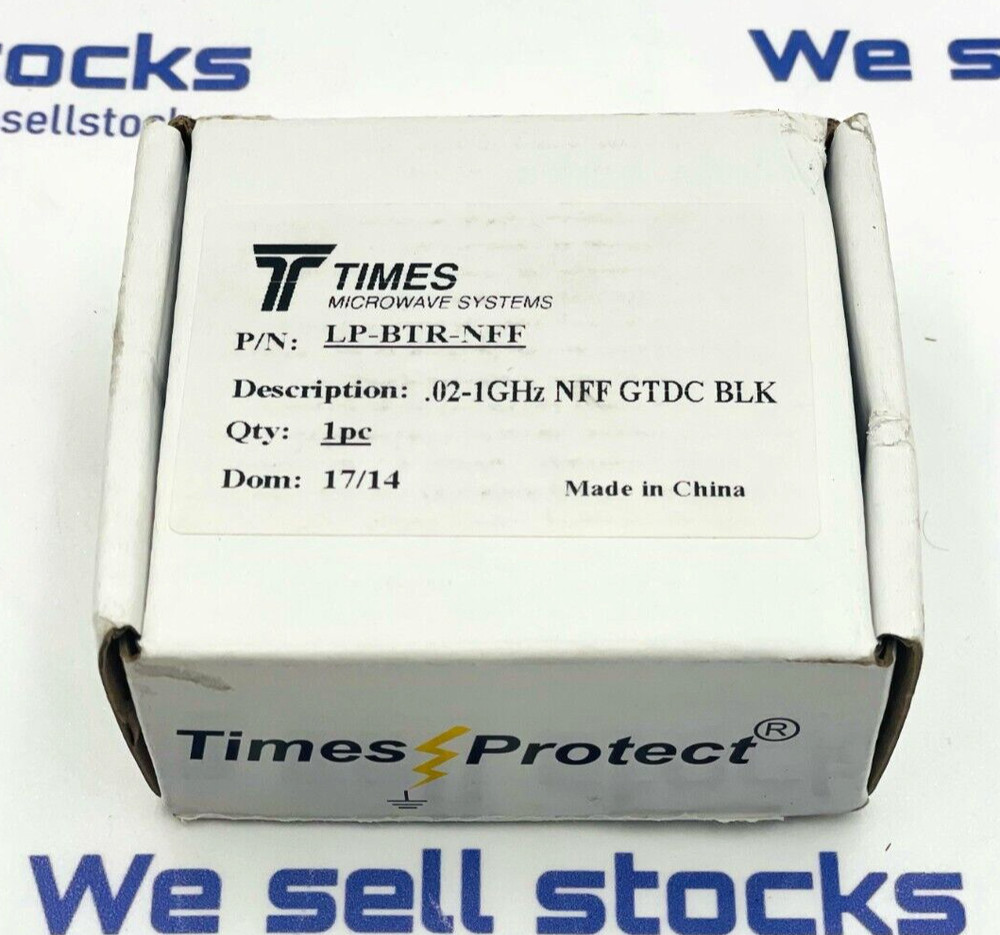 ocks
We s
sellstoc
TIMES
MICROWAVE SYSTEMS
P/N: LP-BTR-NFF
Description: .02-1GHz NFF GTDC BLK
Qty: 1pc
Dom: 17/14
Made in China
Times Protect®
We sell stocks